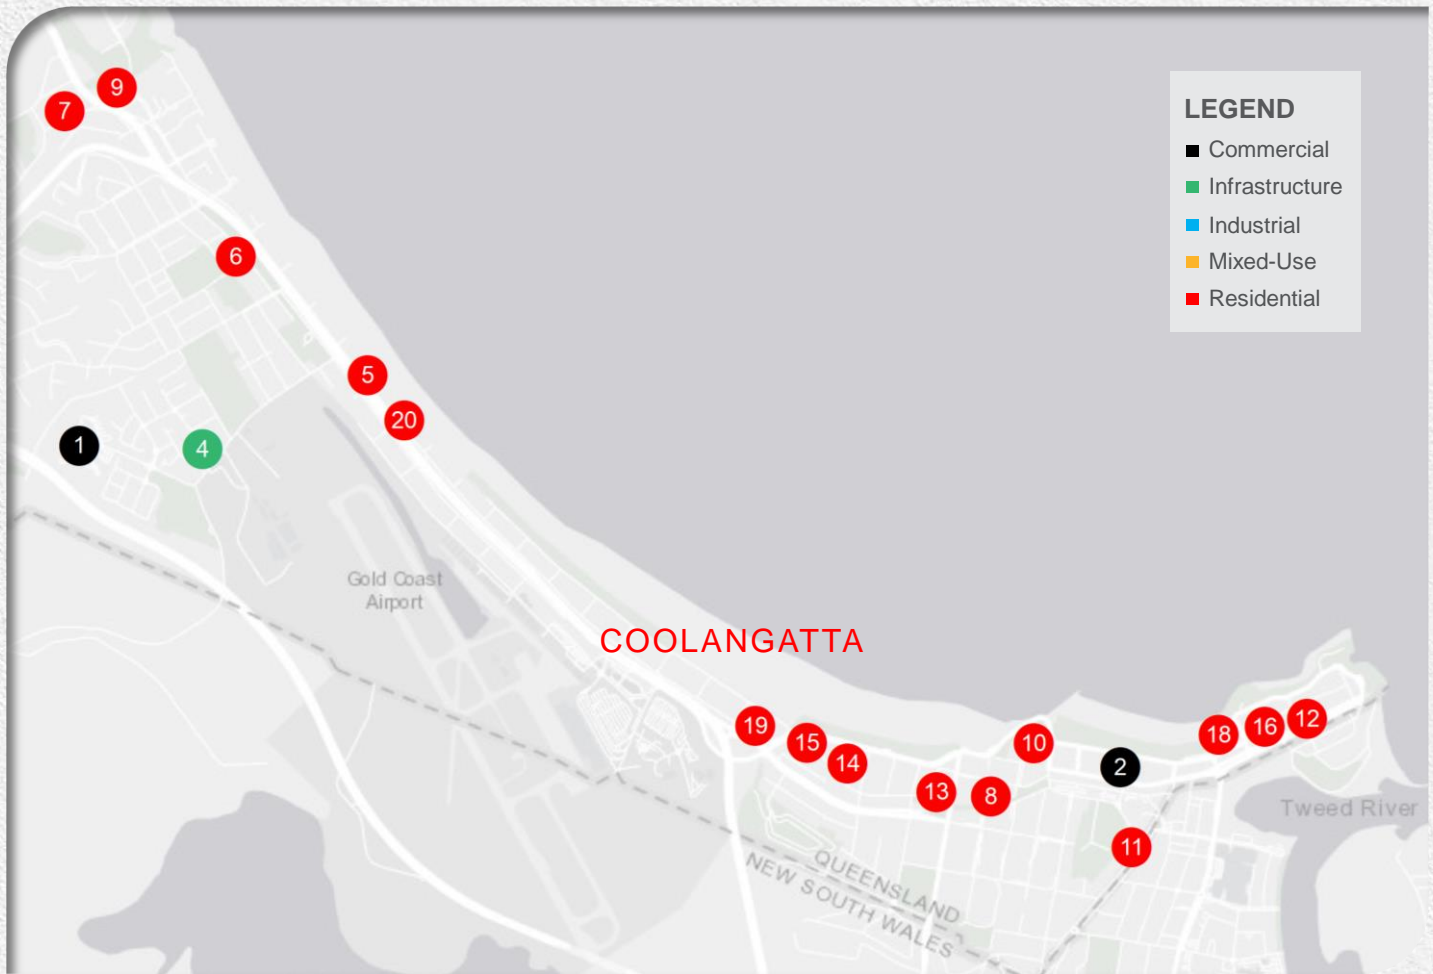 LEGEND
Commercial
Infrastructure
Industrial
Mixed-Use
Residential
9
7
6
5
20
1
4
Gold Coast
Airport
COOLANGATTA
19
15
14
13
8
10
2
18
16
12
11
Tweed River
QUEENSLAND
NEW SOUTH WALES